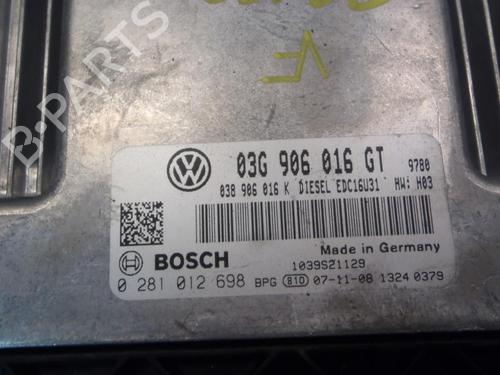 VF
03G 906 016 GT 9780
03G 906 016 K DIESEL EDC16U31 HW: H03
BOSCH
Made in Germany
1039S21129
0 281 012 698 BPG 810 07-11-08 1324 0379
B-PARTS